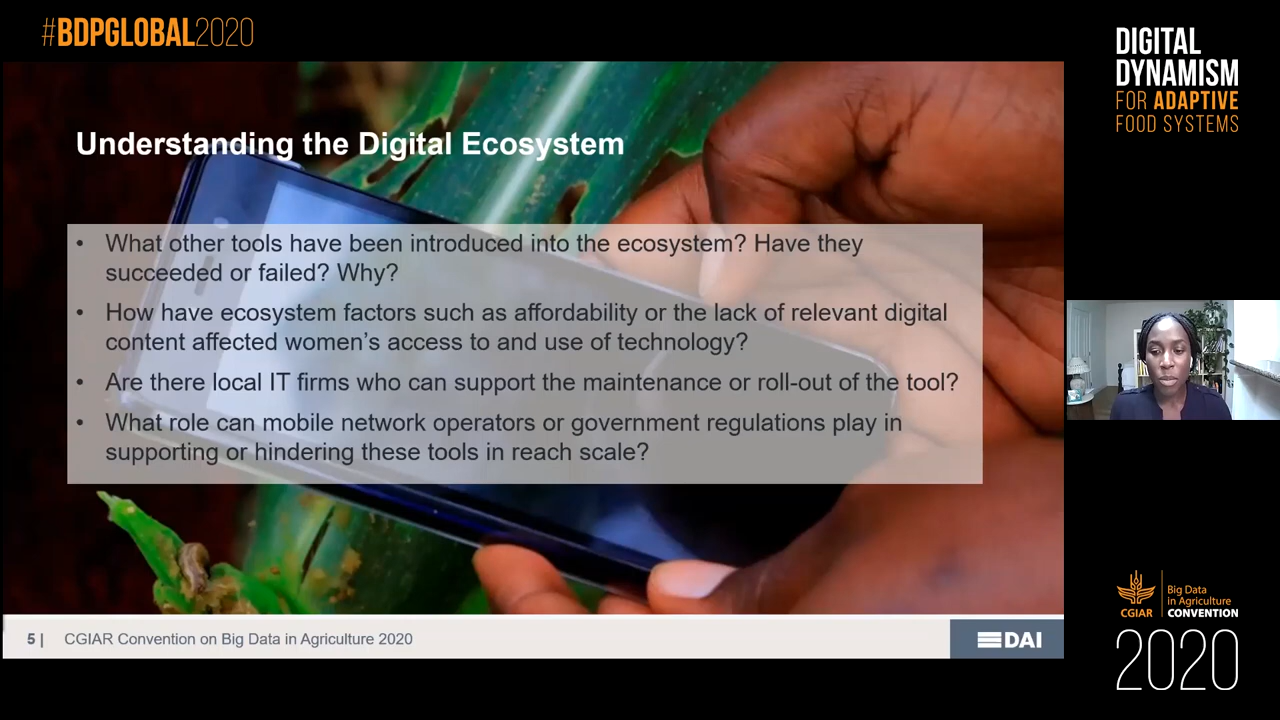 #BDPGLOBAL2020
DIGITAL
DYNAMISM
FOR ADAPTIVE
FOOD SYSTEMS
Understanding the Digital Ecosystem
• What other tools have been introduced into the ecosystem? Have they
succeeded or failed? Why?
• How have ecosystem factors such as affordability or the lack of relevant digital
content affected women’s access to and use of technology?
• Are there local IT firms who can support the maintenance or roll-out of the tool?
• What role can mobile network operators or government regulations play in
supporting or hindering these tools in reach scale?
5 | CGIAR Convention on Big Data in Agriculture 2020
DAI
CGIAR
Big Data
in Agriculture
CONVENTION
2020